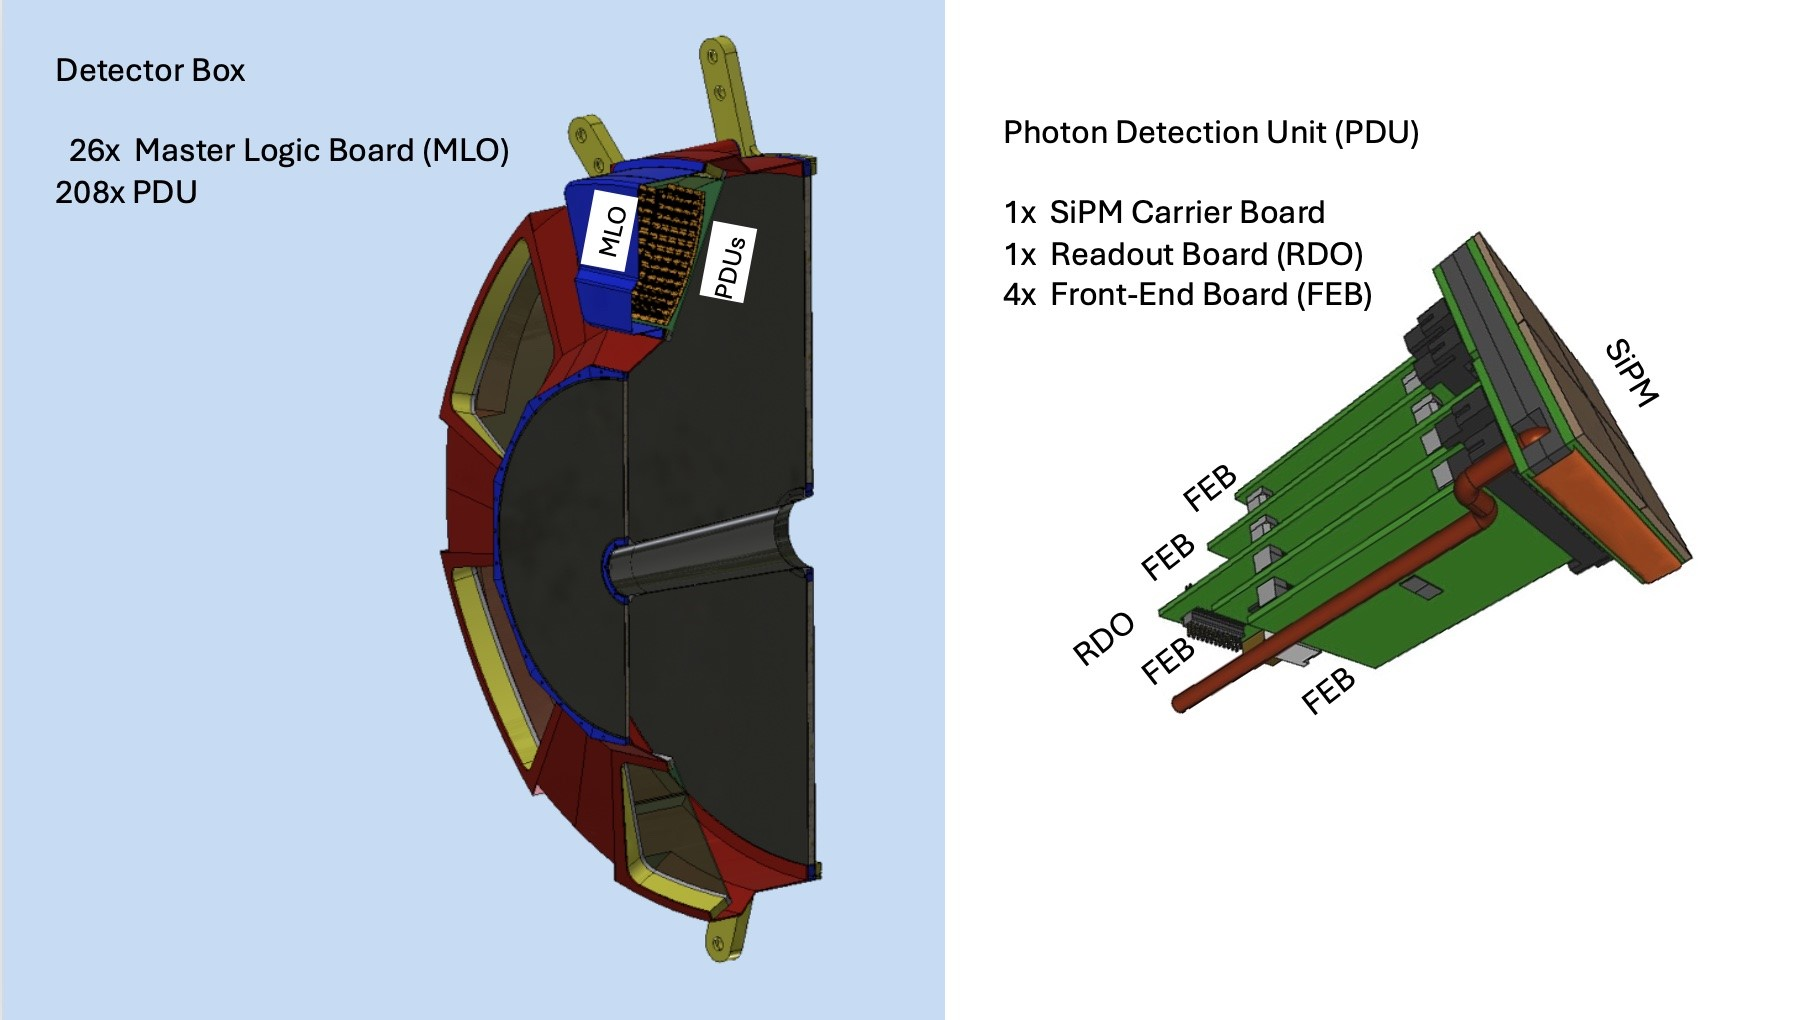 Detector Box
26x Master Logic Board (MLO)
208x PDU
MLO
PDUs
Photon Detection Unit (PDU)
1x SiPM Carrier Board
1x Readout Board (RDO)
4x Front-End Board (FEB)
SiPM
FEB
FEB
RDO
FEB
FEB